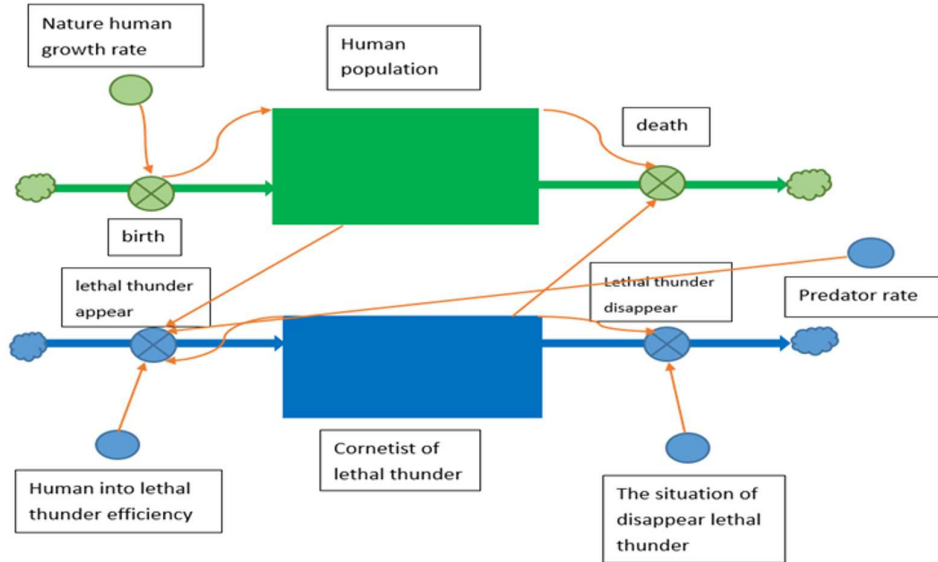 Nature human
growth rate
Human
population
death
birth
lethal thunder
appear
Lethal thunder
disappear
Predator rate
Cornetist of
lethal thunder
Human into lethal
thunder efficiency
The situation of
disappear lethal
thunder